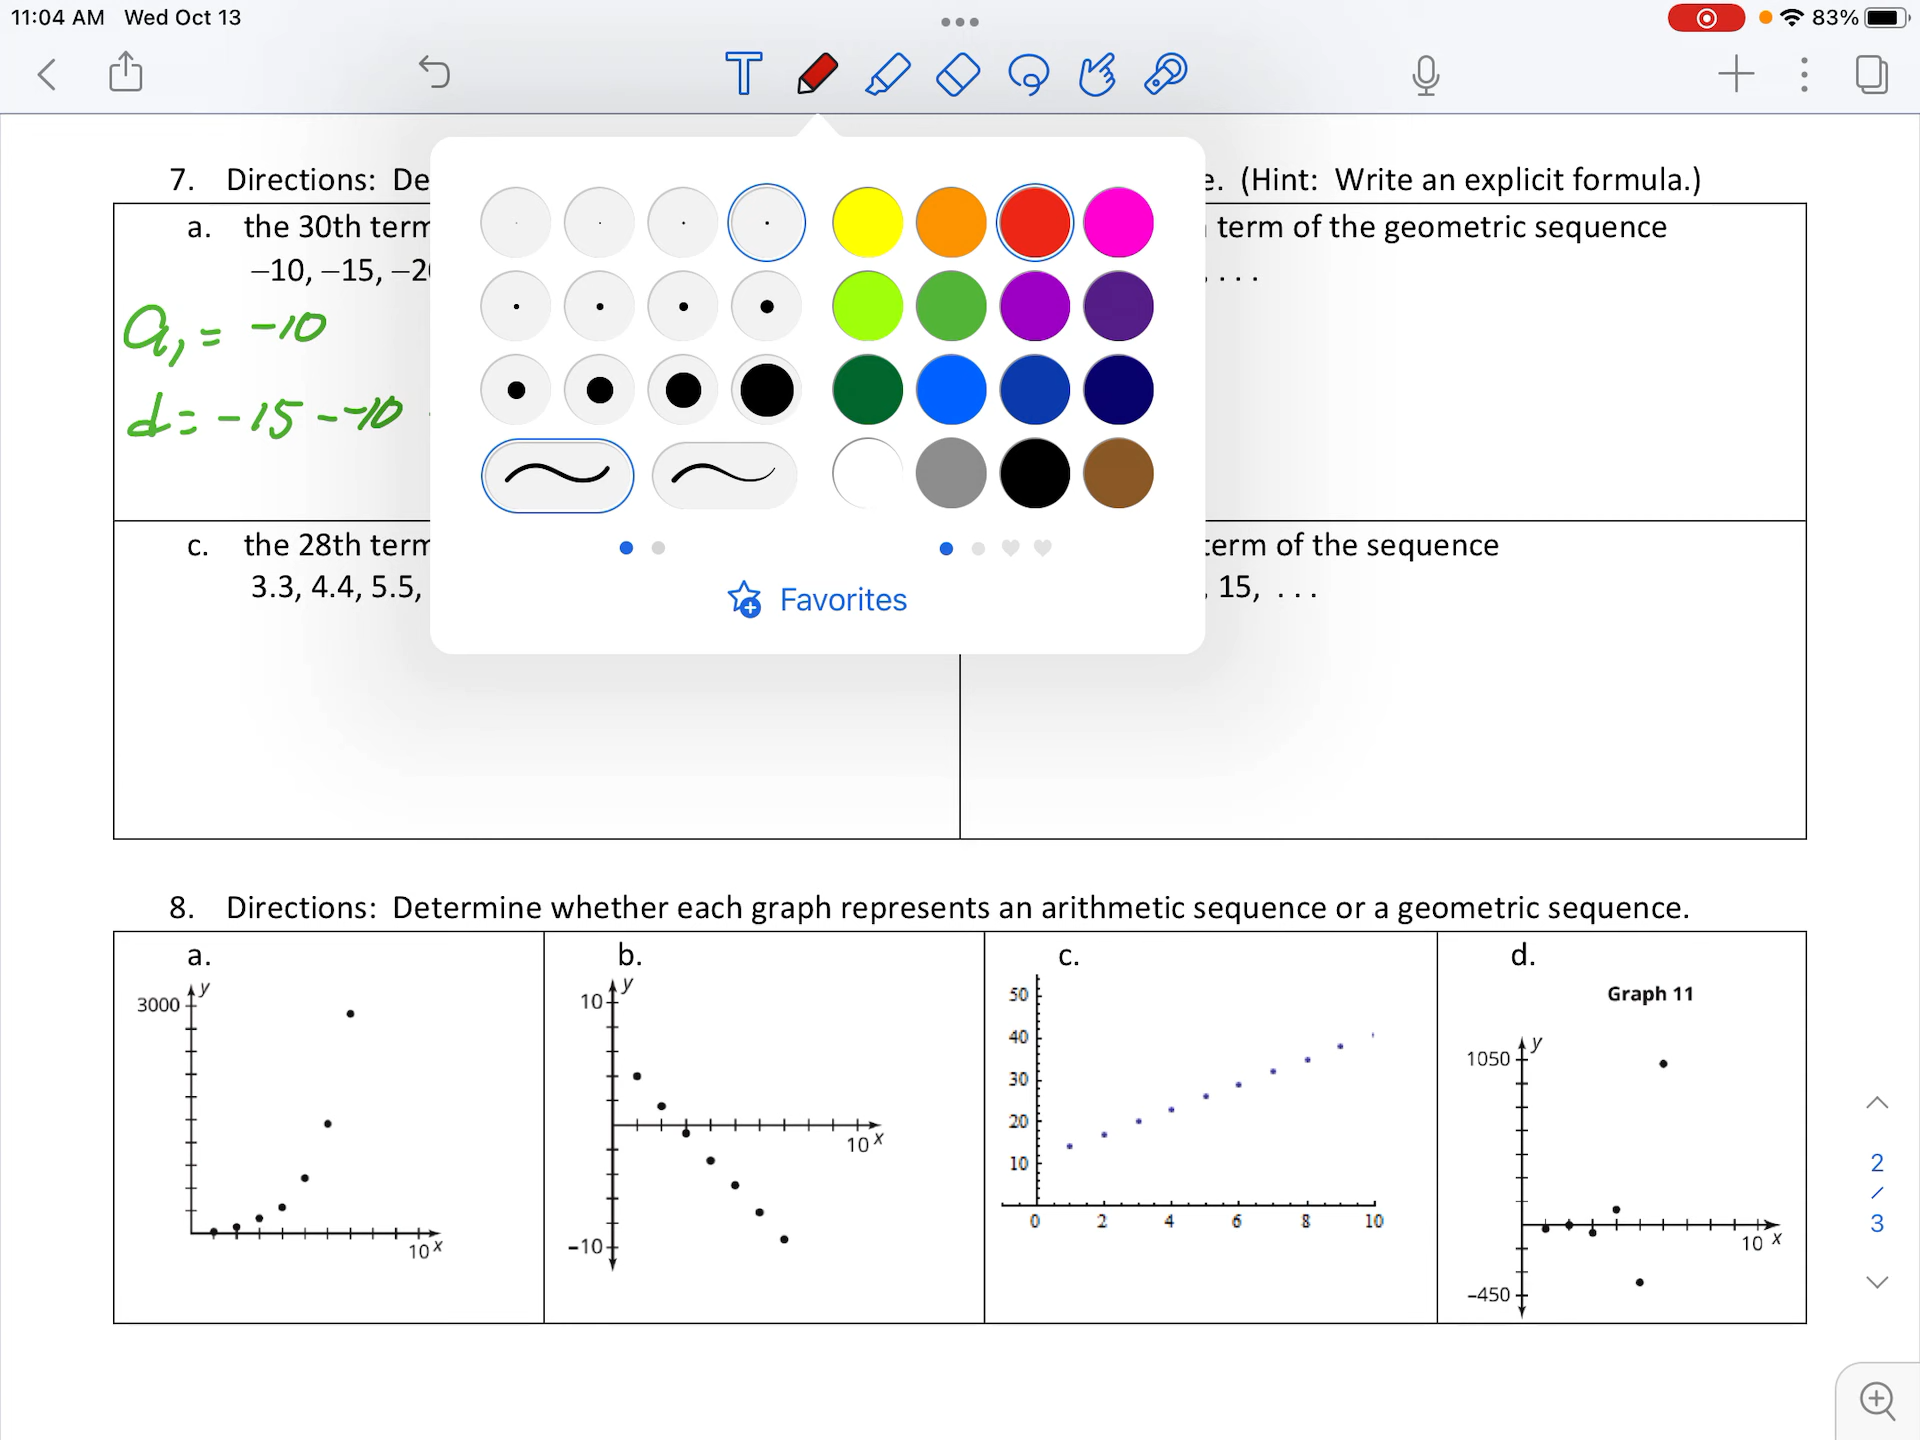 11:04 AM Wed Oct 13
83%
T
7. Directions: De
e. (Hint: Write an explicit formula.)
a. the 30th term
–10, –15, –20
a₁ = -10
d = -15 - -10
term of the geometric sequence
, . . .
c. the 28th term
3.3, 4.4, 5.5,
term of the sequence
, 15, . . .
Favorites
8. Directions: Determine whether each graph represents an arithmetic sequence or a geometric sequence.
a.
3000
y
10 x
b.
10
y
10 x
–10
c.
50
40
30
20
10
0 2 4 6 8 10
d.
Graph 11
1050
y
10 x
–450
2
/
3